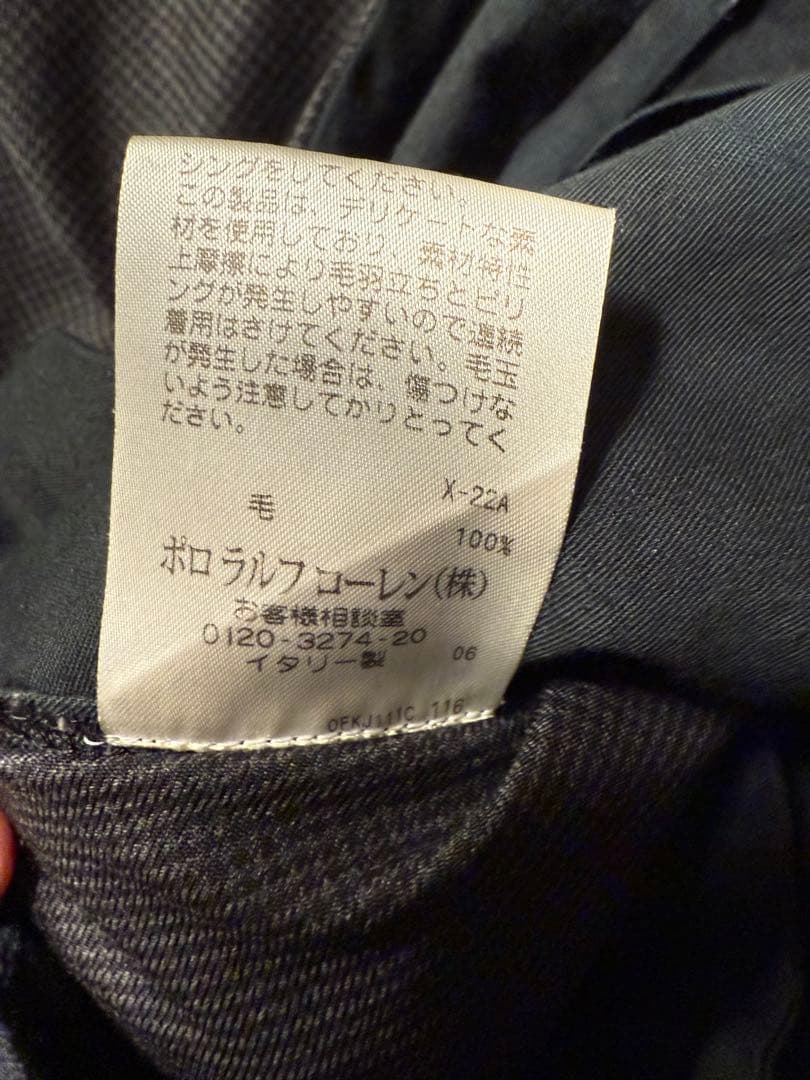 シングをしてください。
この製品は、デリケートな素
材を使用しており、素材特性
上摩擦により毛羽立ちとピリ
ングが発生しやすいので連続
着用はさけてください。毛玉
が発生した場合は、傷つけな
いよう注意してかりとってく
ださい。
X-22A
毛 100%
ポロ ラルフ ローレン(株)
お客様相談室
0120-3274-20
イタリー製 06